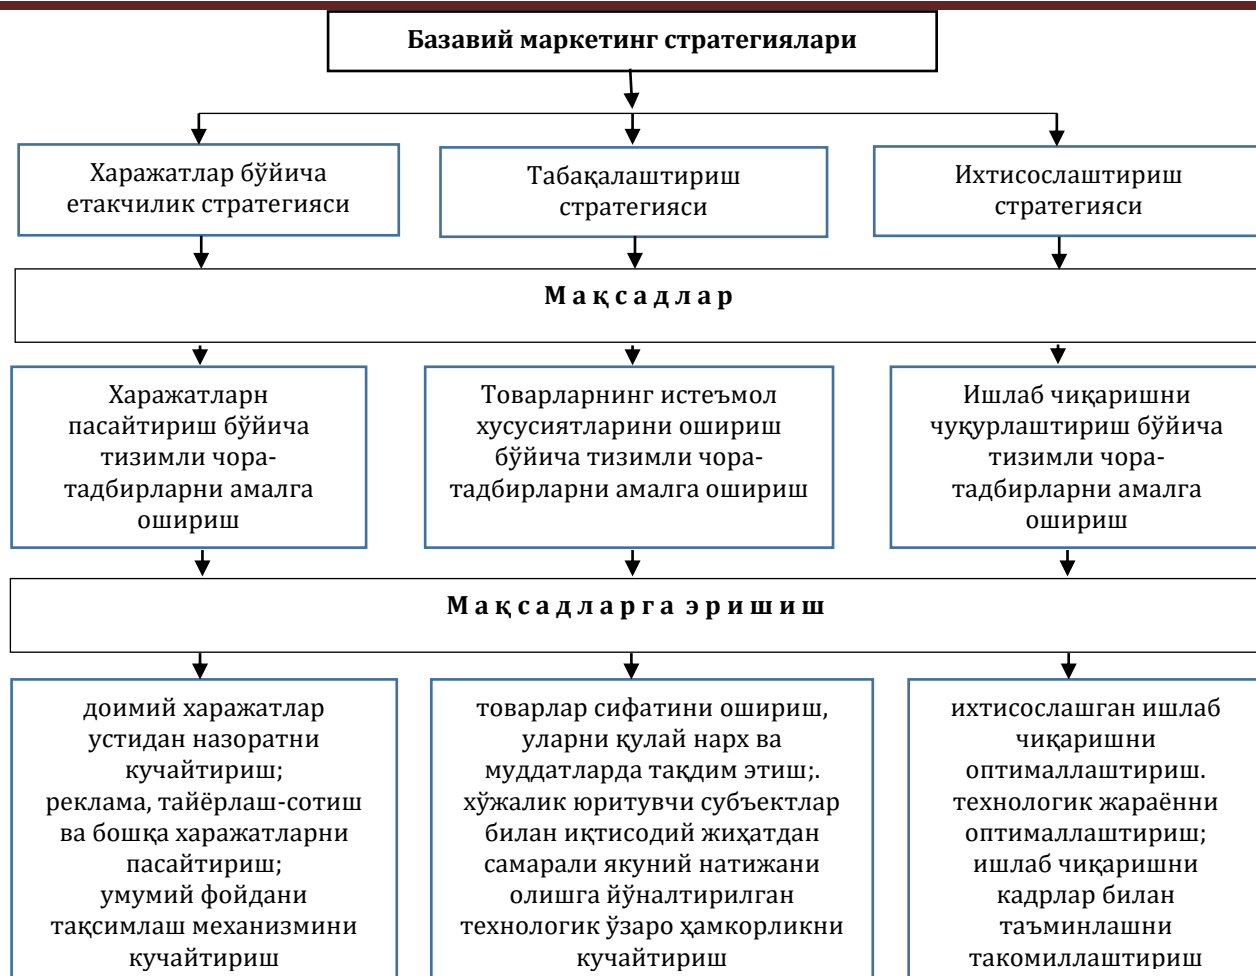 Базавий маркетинг стратегиялари
Харажатлар бўйича
етакчилик стратегияси
Табақалаштириш
стратегияси
Ихтисослаштириш
стратегияси
М а қ с а д л а р
Харажатларн
пасайтириш бўйича
тизимли чора-
тадбирларни амалга
ошириш
Товарларнинг истеъмол
хусусиятларини ошириш
бўйича тизимли чора-
тадбирларни амалга ошириш
Ишлаб чиқаришни
чуқурлаштириш бўйича
тизимли чора-
тадбирларни амалга
ошириш
М а қ с а д л а р г а э р и ш и ш
доимий харажатлар
устидан назоратни
кучайтириш;
реклама, тайёрлаш-сотиш
ва бошқа харажатларни
пасайтириш;
умумий фойдани
тақсимлаш механизмини
кучайтириш
товарлар сифатини ошириш,
уларни қулай нарх ва
муддатларда тақдим этиш;.
хўжалик юритувчи субъектлар
билан иқтисодий жиҳатдан
самарали якуний натижани
олишга йўналтирилган
технологик ўзаро ҳамкорликни
кучайтириш
ихтисослашган ишлаб
чиқаришни
оптималлаштириш.
технологик жараённи
оптималлаштириш;
ишлаб чиқаришни
кадрлар билан
таъминлашни
такомиллаштириш